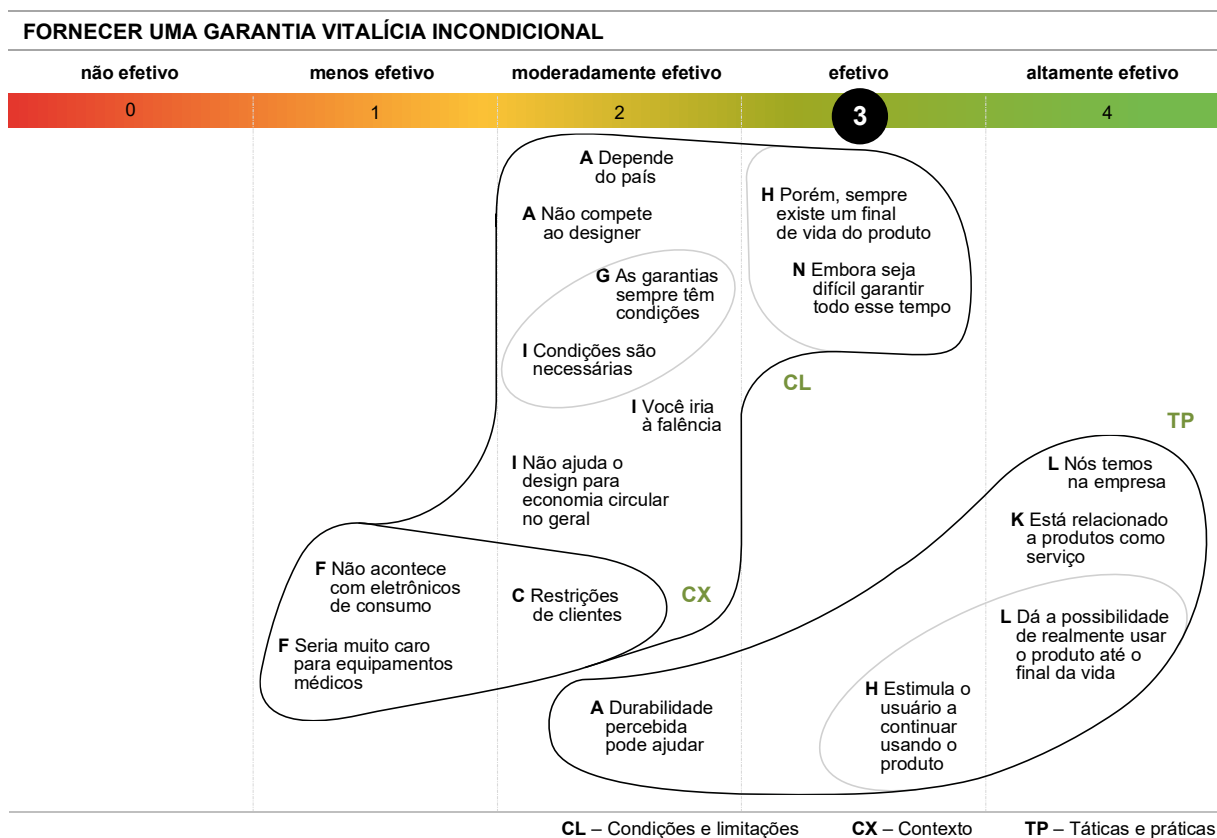 FORNECER UMA GARANTIA VITALÍCIA INCONDICIONAL
não efetivo menos efetivo moderadamente efetivo efetivo altamente efetivo
0 1 2 3 4
A Depende
do país
A Não compete
ao designer
G As garantias
sempre têm
condições
I Condições são
necessárias
I Você iria
à falência
I Não ajuda o
design para
economia circular
no geral
H Porém, sempre
existe um final
de vida do produto
N Embora seja
difícil garantir
todo esse tempo
CL
F Não acontece
com eletrônicos
de consumo
F Seria muito caro
para equipamentos
médicos
C Restrições
de clientes
CX
TP
L Nós temos
na empresa
K Está relacionado
a produtos como
serviço
L Dá a possibilidade
de realmente usar
o produto até o
final da vida
H Estimula o
usuário a
continuar
usando o
produto
A Durabilidade
percebida
pode ajudar
CL – Condições e limitações CX – Contexto TP – Táticas e práticas